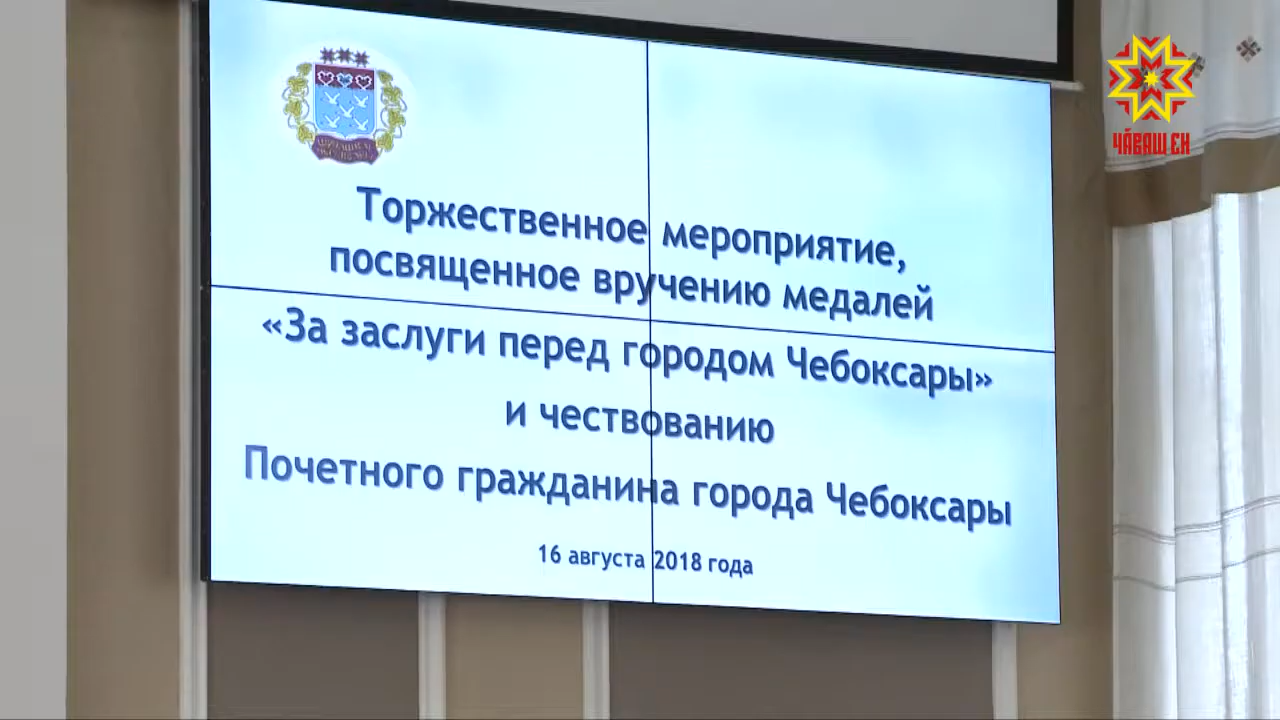 Торжественное мероприятие,
посвященное вручению медалей
«За заслуги перед городом Чебоксары»
и чествованию
Почетного гражданина города Чебоксары
16 августа 2018 года
ЧӐВАШ ЕН